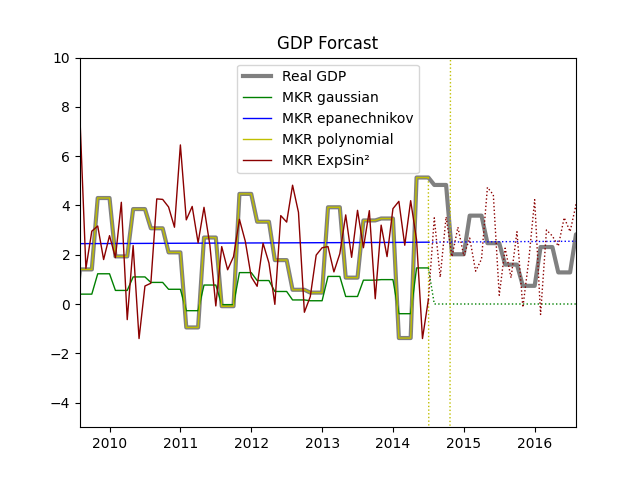 GDP Forcast
Real GDP
MKR gaussian
MKR epanechnikov
MKR polynomial
MKR ExpSin²
10
8
6
4
2
0
−2
−4
2010 2011 2012 2013 2014 2015 2016